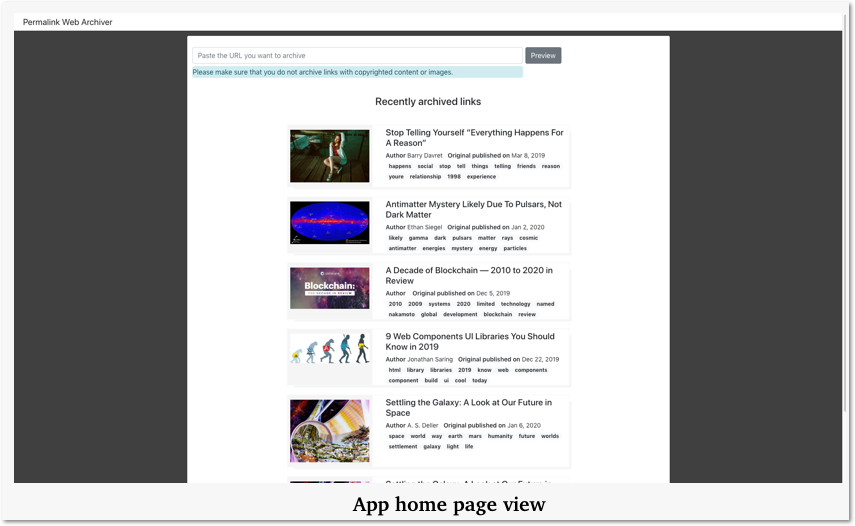 Permalink Web Archiver
Paste the URL you want to archive
Preview
Please make sure that you do not archive links with copyrighted content or images.
Recently archived links
Stop Telling Yourself "Everything Happens For
A Reason"
Author Barry Davret Original published on Mar 8, 2019
happens social stop tell things telling friends reason
youre relationship 1998 experience
Antimatter Mystery Likely Due To Pulsars, Not
Dark Matter
Author Ethan Siegel Original published on Jan 2, 2020
likely gamma dark pulsars matter rays cosmic
antimatter energies mystery energy particles
Blockchain:
A Decade of Blockchain — 2010 to 2020 in
Review
Author Original published on Dec 5, 2019
2010 2009 systems 2020 limited technology named
nakamoto global development blockchain review
9 Web Components UI Libraries You Should
Know in 2019
Author Jonathan Saring Original published on Dec 22, 2019
html library libraries 2019 know web components
component build ui cool today
Settling the Galaxy: A Look at Our Future in
Space
Author A. S. Deller Original published on Jan 6, 2020
space world way earth mars humanity future worlds
settlement galaxy light life
App home page view